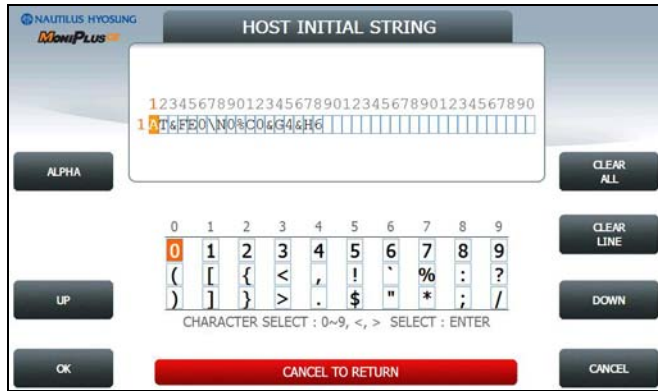 NAUTILUS HYOSUNG
MONIPLUS CE
HOST INITIAL STRING
1234567890123456789012345678901234567890
1 AT&FE0\N0%C0&G4&H6
ALPHA
CLEAR ALL
CLEAR LINE
0 1 2 3 4 5 6 7 8 9
0 1 2 3 4 5 6 7 8 9
( [ { < , ! ` % : ?
) ] } > . $ " * ; /
UP
DOWN
CHARACTER SELECT : 0~9, <, > SELECT : ENTER
OK
CANCEL TO RETURN
CANCEL